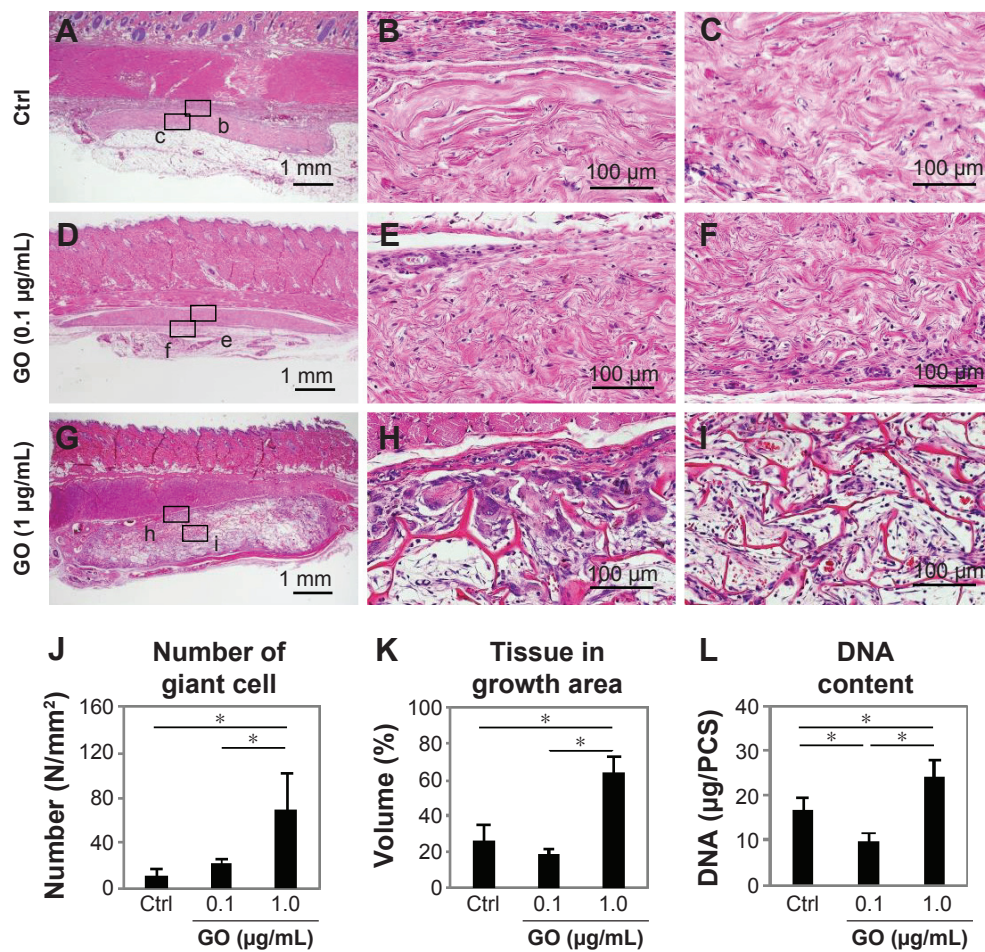 A
B
C
Ctrl
b
c
1 mm
100 µm
100 µm
D
E
F
GO (0.1 µg/mL)
f
e
1 mm
100 µm
100 µm
G
H
I
GO (1 µg/mL)
h
i
1 mm
100 µm
100 µm
J
Number of
giant cell
Number (N/mm²)
160
120
80
40
0
*
*
Ctrl
0.1
1.0
GO (µg/mL)
K
Tissue in
growth area
Volume (%)
100
80
60
40
20
0
*
*
Ctrl
0.1
1.0
GO (µg/mL)
L
DNA
content
DNA (µg/PCS)
40
30
20
10
0
*
*
*
Ctrl
0.1
1.0
GO (µg/mL)